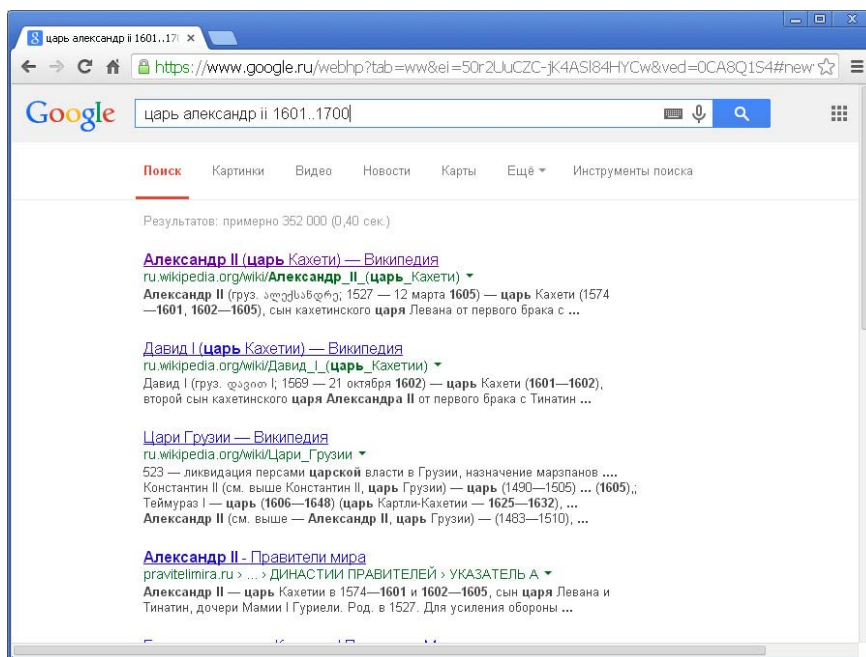 царь александр ii 1601..170
https://www.google.ru/webhp?tab=ww&ei=50r2UuCZC-jK4ASl84HYCw&ved=0CA8Q1S4#new
Google
царь александр ii 1601..1700
Поиск Картинки Видео Новости Карты Ещё Инструменты поиска
Результатов: примерно 352 000 (0,40 сек.)
Александр II (царь Кахети) — Википедия
ru.wikipedia.org/wiki/Александр_II_(царь_Кахети)
Александр II (груз. ალექსანდრე; 1527 — 12 марта 1605) — царь Кахети (1574
—1601, 1602—1605), сын кахетинского царя Левана от первого брака с ...
Давид I (царь Кахетии) — Википедия
ru.wikipedia.org/wiki/Давид_I_(царь_Кахетии)
Давид I (груз. დავით I; 1569 — 21 октября 1602) — царь Кахети (1601—1602),
второй сын кахетинского царя Александра II от первого брака с Тинатин ...
Цари Грузии — Википедия
ru.wikipedia.org/wiki/Цари_Грузии
523 — ликвидация персами царской власти в Грузии, назначение марзпанов ....
Константин II (см. выше Константин II, царь Грузии) — царь (1490—1505) ... (1605),;
Теймураз I — царь (1606—1648) (царь Картли-Кахетии — 1625—1632), ...
Александр II (см. выше — Александр II, царь Грузии) — (1483—1510), ...
Александр II - Правители мира
pravitelimira.ru › ... › ДИНАСТИИ ПРАВИТЕЛЕЙ › УКАЗАТЕЛЬ А
Александр II — царь Кахетии в 1574—1601 и 1602—1605, сын царя Левана и
Тинатин, дочери Мамии I Гуриели. Род. в 1527. Для усиления обороны ...